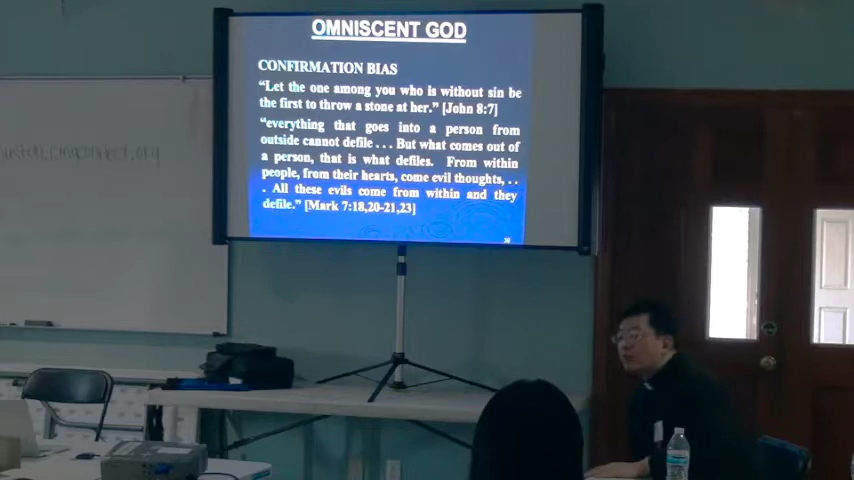 OMNISCENT GOD
CONFIRMATION BIAS
“Let the one among you who is without sin be
the first to throw a stone at her.” [John 8:7]
“everything that goes into a person from
outside cannot defile . . . But what comes out of
a person, that is what defiles. From within
people, from their hearts, come evil thoughts, . .
. All these evils come from within and they
defile.” [Mark 7:18,20-21,23]